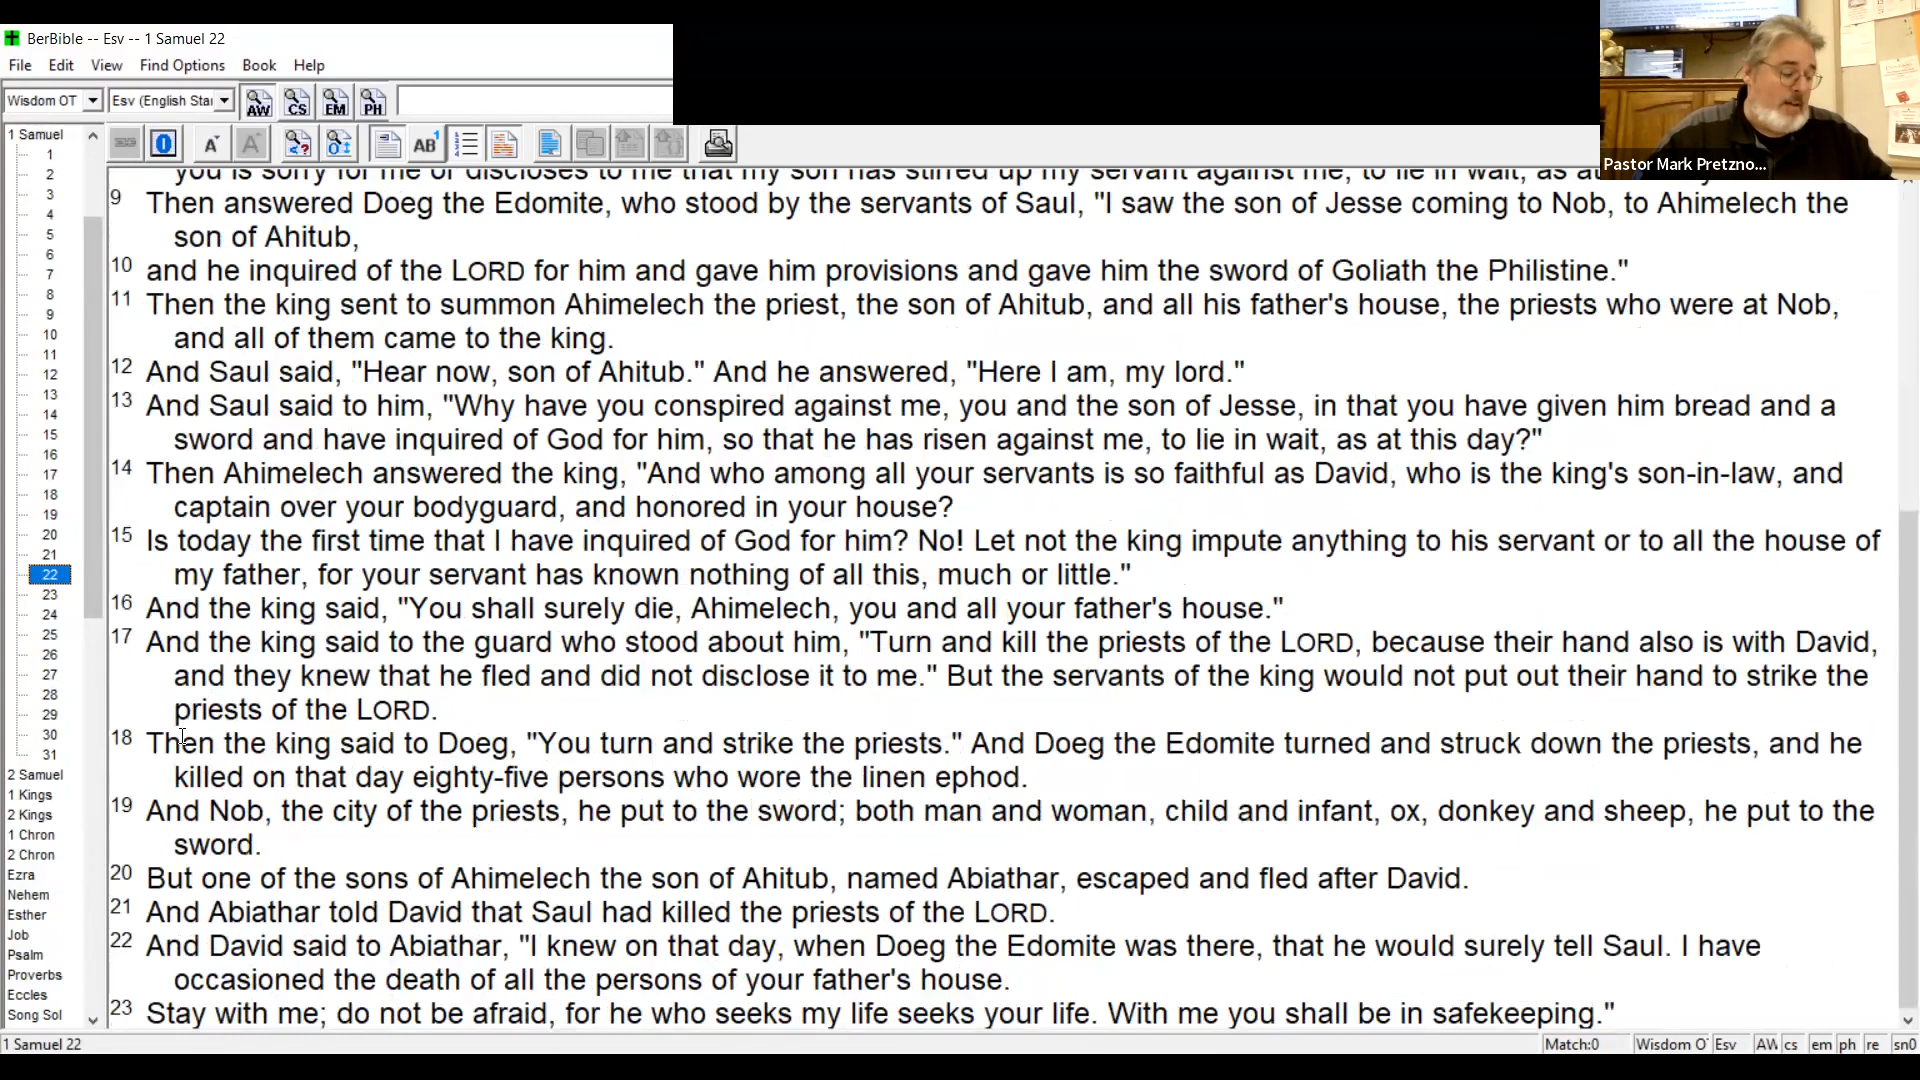 BerBible -- Esv -- 1 Samuel 22
File Edit View Find Options Book Help
Wisdom OT Esv (English Star AW CS EM PH
AB
1 Samuel
1
2
3
4
5
6
7
8
9
10
11
12
13
14
15
16
17
18
19
20
21
22
23
24
25
26
27
28
29
30
31
2 Samuel
1 Kings
2 Kings
1 Chron
2 Chron
Ezra
Nehem
Esther
Job
Psalm
Proverbs
Eccles
Song Sol
you is sorry for me or discloses to me that my son has stirred up my servant against me, to lie in wait, as at
9 Then answered Doeg the Edomite, who stood by the servants of Saul, "I saw the son of Jesse coming to Nob, to Ahimelech the
son of Ahitub,
10 and he inquired of the LORD for him and gave him provisions and gave him the sword of Goliath the Philistine."
11 Then the king sent to summon Ahimelech the priest, the son of Ahitub, and all his father's house, the priests who were at Nob,
and all of them came to the king.
12 And Saul said, "Hear now, son of Ahitub." And he answered, "Here I am, my lord."
13 And Saul said to him, "Why have you conspired against me, you and the son of Jesse, in that you have given him bread and a
sword and have inquired of God for him, so that he has risen against me, to lie in wait, as at this day?"
14 Then Ahimelech answered the king, "And who among all your servants is so faithful as David, who is the king's son-in-law, and
captain over your bodyguard, and honored in your house?
15 Is today the first time that I have inquired of God for him? No! Let not the king impute anything to his servant or to all the house of
my father, for your servant has known nothing of all this, much or little."
16 And the king said, "You shall surely die, Ahimelech, you and all your father's house."
17 And the king said to the guard who stood about him, "Turn and kill the priests of the LORD, because their hand also is with David,
and they knew that he fled and did not disclose it to me." But the servants of the king would not put out their hand to strike the
priests of the LORD.
18 Then the king said to Doeg, "You turn and strike the priests." And Doeg the Edomite turned and struck down the priests, and he
killed on that day eighty-five persons who wore the linen ephod.
19 And Nob, the city of the priests, he put to the sword; both man and woman, child and infant, ox, donkey and sheep, he put to the
sword.
20 But one of the sons of Ahimelech the son of Ahitub, named Abiathar, escaped and fled after David.
21 And Abiathar told David that Saul had killed the priests of the LORD.
22 And David said to Abiathar, "I knew on that day, when Doeg the Edomite was there, that he would surely tell Saul. I have
occasioned the death of all the persons of your father's house.
23 Stay with me; do not be afraid, for he who seeks my life seeks your life. With me you shall be in safekeeping."
Pastor Mark Pretzno...
1 Samuel 22 Match:0 Wisdom O Esv AW cs em ph re sn0